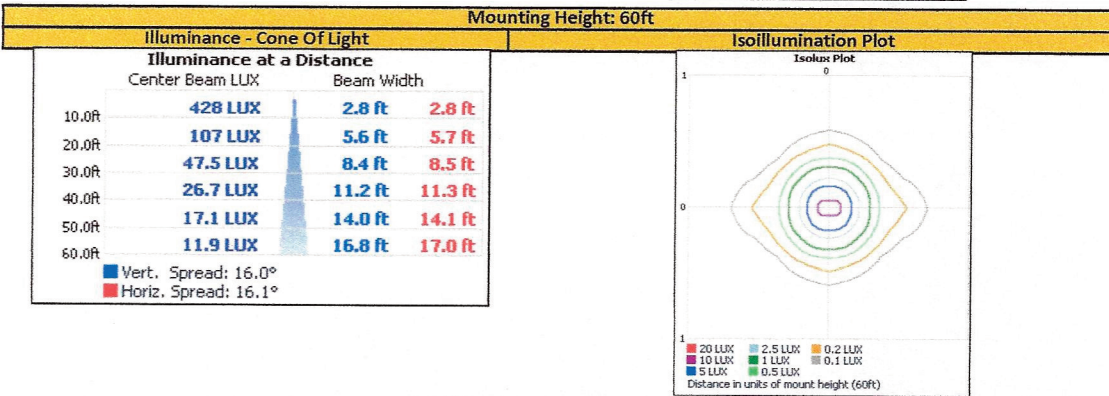 Mounting Height: 60ft
Illuminance - Cone Of Light
Illuminance at a Distance
Center Beam LUX Beam Width
10.0ft 428 LUX 2.8 ft 2.8 ft
20.0ft 107 LUX 5.6 ft 5.7 ft
30.0ft 47.5 LUX 8.4 ft 8.5 ft
40.0ft 26.7 LUX 11.2 ft 11.3 ft
50.0ft 17.1 LUX 14.0 ft 14.1 ft
60.0ft 11.9 LUX 16.8 ft 17.0 ft
Vert. Spread: 16.0°
Horiz. Spread: 16.1°
Isoillumination Plot
Isolux Plot
0
1
0
1
20 LUX 2.5 LUX 0.2 LUX
10 LUX 1 LUX 0.1 LUX
5 LUX 0.5 LUX
Distance in units of mount height (60ft)